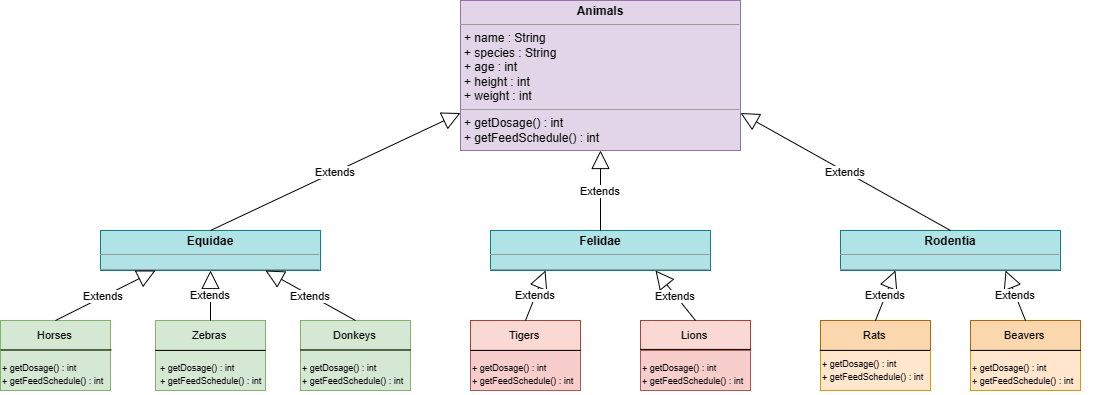 Animals
+ name : String
+ species : String
+ age : int
+ height : int
+ weight : int
+ getDosage() : int
+ getFeedSchedule() : int
Extends
Extends
Extends
Equidae
Felidae
Rodentia
Extends
Extends
Extends
Extends
Extends
Extends
Extends
Horses
+ getDosage() : int
+ getFeedSchedule() : int
Zebras
+ getDosage() : int
+ getFeedSchedule() : int
Donkeys
+ getDosage() : int
+ getFeedSchedule() : int
Tigers
+ getDosage() : int
+ getFeedSchedule() : int
Lions
+ getDosage() : int
+ getFeedSchedule() : int
Rats
+ getDosage() : int
+ getFeedSchedule() : int
Beavers
+ getDosage() : int
+ getFeedSchedule() : int